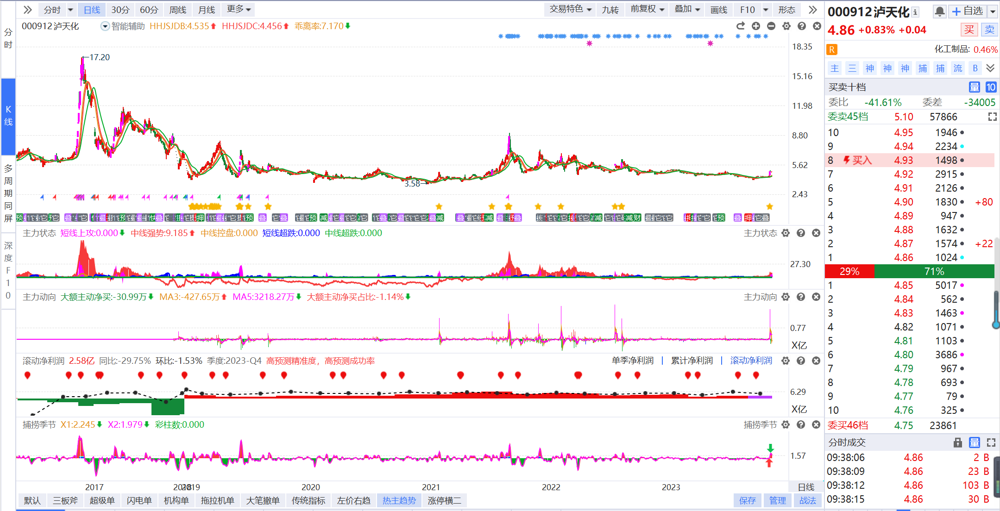 分时 日线 30分 60分 周线 月线 更多 交易特色 九转 前复权 叠加 画线 F10 形态
000912 泸天化 智能辅助 HHJSJDB:4.535 HHJSJDC:4.456 乖离率:7.170
分时
K线
多周期同屏
深度F10
18.35
17.20
15.16
11.98
8.80
5.62
3.58
2.43
主力状态 短线上攻:0.000 中线强势:9.185 中线控盘:0.000 短线超跌:0.000 中线超跌:0.000 主力状态
27.30
主力动向 大额主动净买:-30.99万 MA3:-427.65万 MA5:3218.27万 大额主动净买占比:-1.14% 主力动向
0.77
X亿
滚动净利润 2.58亿 同比:-29.75% 环比:-1.53% 季度:2023-Q4 高预测精准度，高预测成功率 单季净利润 | 累计净利润 | 滚动净利润
6.29
X亿
捕捞季节 X1:2.245 X2:1.979 彩柱数:0.000 捕捞季节
1.57
2017 2019 2020 2021 2022 2023 日线
默认 三板斧 超级单 闪电单 机构单 拖拉机单 大笔撤单 传统指标 左价右趋 热主趋势 涨停横二 保存 管理 战法
000912 泸天化 i 自选
4.86 +0.83% +0.04 买 卖
R 化工制品: 0.46%
主 三 神 神 神 捕 捕 流 B
买卖十档 量 10
委比 -41.61% 委差 -34005
委卖45档 5.10 57866
10 4.95 1946
9 4.94 2234
8 买入 4.93 1498
7 4.92 2915
6 4.91 2126
5 4.90 1830 +80
4 4.89 947
3 4.88 1632
2 4.87 1574 +22
1 4.86 1024
29% 71%
1 4.85 5017
2 4.84 562
3 4.83 1463
4 4.82 1071
5 4.81 1103
6 4.80 3686
7 4.79 967
8 4.78 693
9 4.77 79
10 4.76 325
委买46档 4.75 23861
分时成交 量
09:38:06 4.86 2 B
09:38:09 4.86 23 B
09:38:12 4.86 103 B
09:38:15 4.86 30 B